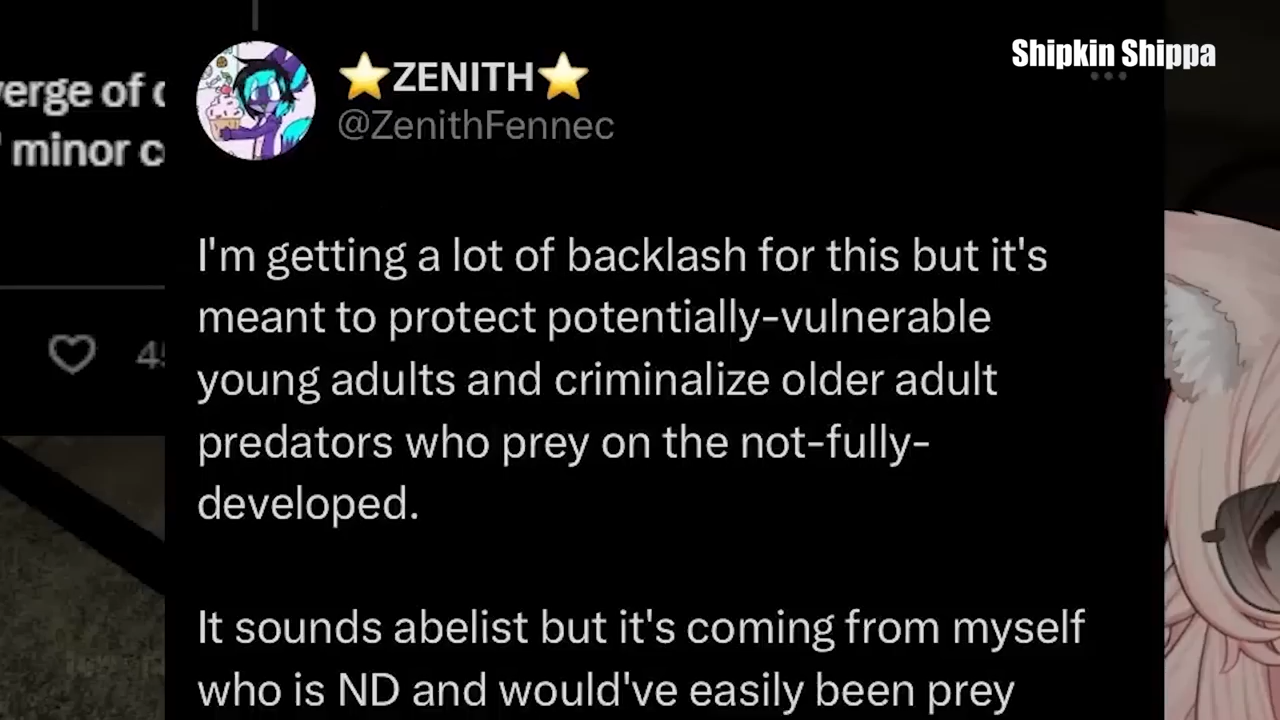 Shipkin Shippa
⭐ZENITH⭐
@ZenithFennec
verge of
minor
I'm getting a lot of backlash for this but it's
meant to protect potentially-vulnerable
young adults and criminalize older adult
predators who prey on the not-fully-
developed.
It sounds abelist but it's coming from myself
who is ND and would've easily been prey